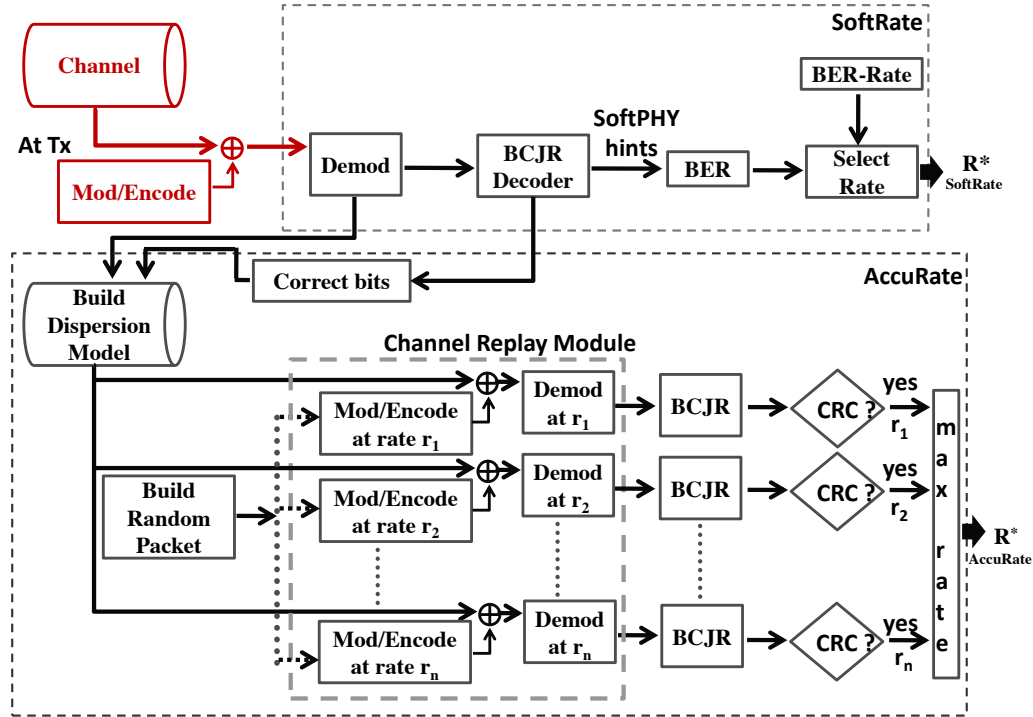 SoftRate
Channel
BER-Rate
At Tx
SoftPHY
hints
Demod
BCJR
Decoder
BER
Select
Rate
R*
SoftRate
Mod/Encode
Correct bits
AccuRate
Build
Dispersion
Model
Channel Replay Module
Mod/Encode
at rate r1
Demod
at r1
BCJR
CRC ?
yes
r1
Build
Random
Packet
Mod/Encode
at rate r2
Demod
at r2
BCJR
CRC ?
yes
r2
max rate
R*
AccuRate
Mod/Encode
at rate rn
Demod
at rn
BCJR
CRC ?
yes
rn